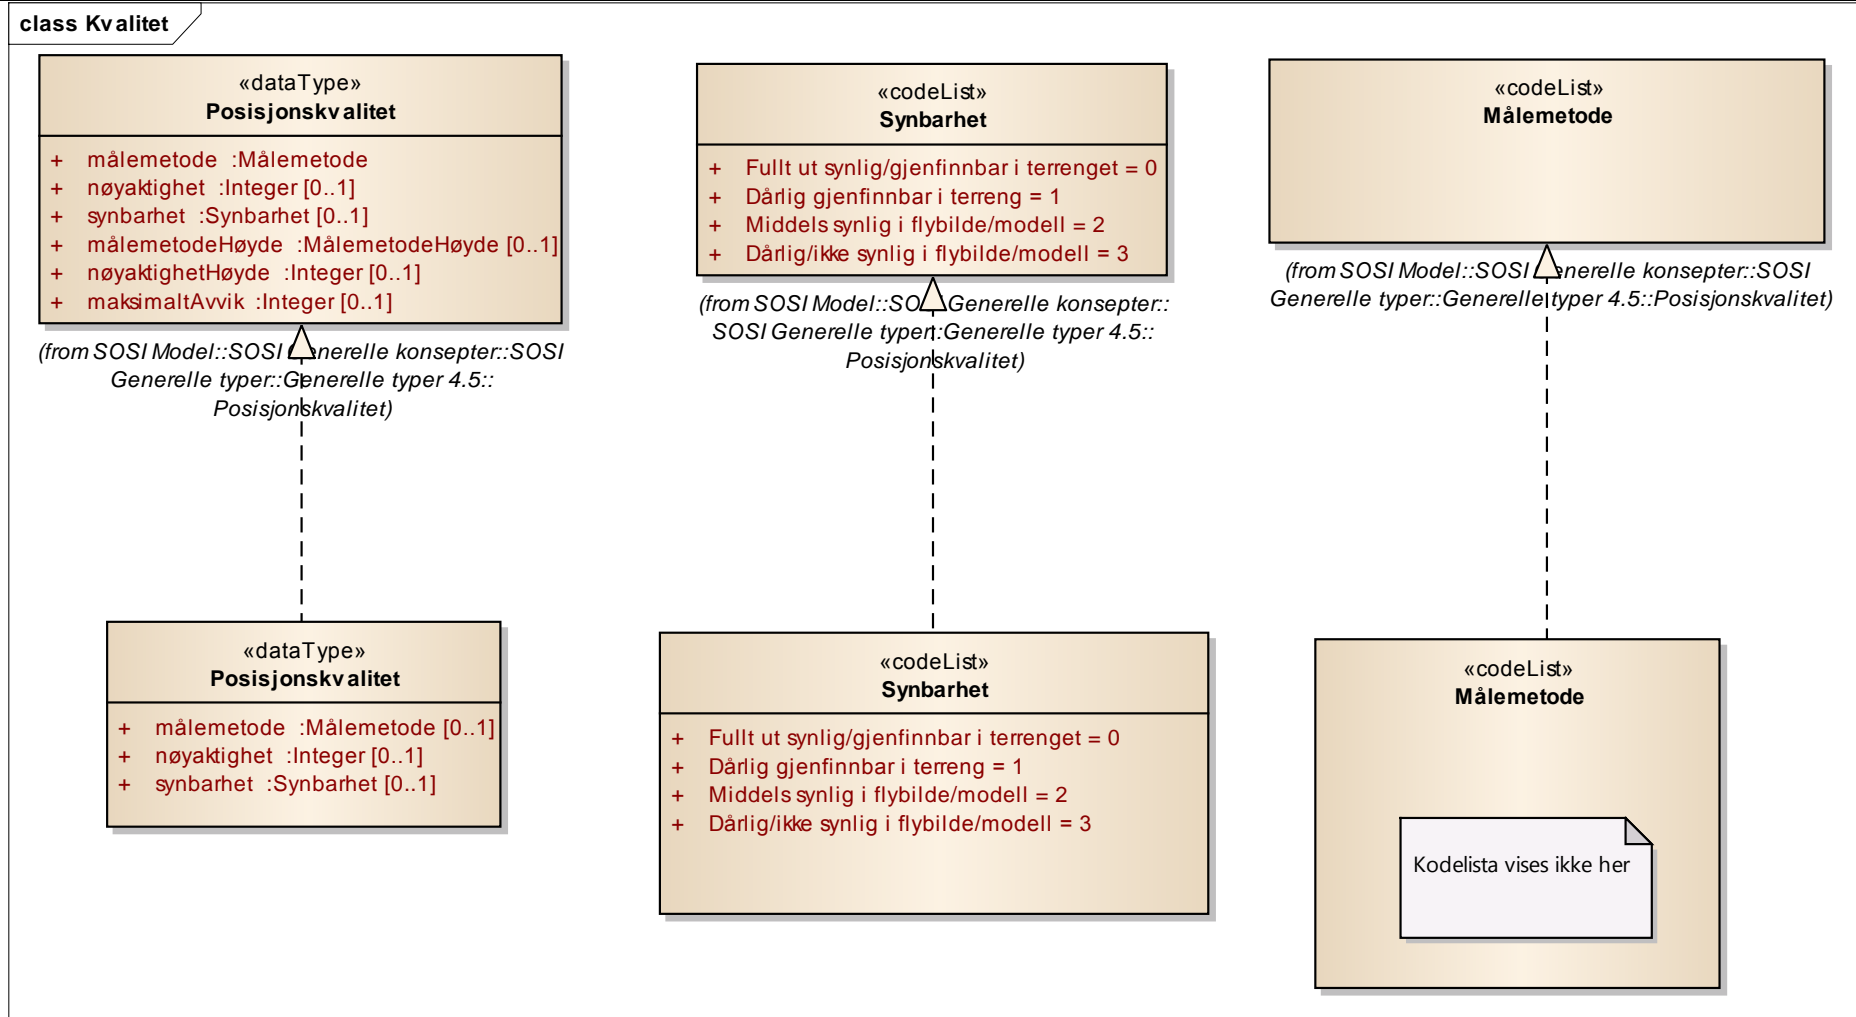 class Kvalitet
«dataType»
Posisjonskvalitet
+ målemetode :Målemetode
+ nøyaktighet :Integer [0..1]
+ synbarhet :Synbarhet [0..1]
+ målemetodeHøyde :MålemetodeHøyde [0..1]
+ nøyaktighetHøyde :Integer [0..1]
+ maksimaltAvvik :Integer [0..1]
(from SOSI Model::SOSI Generelle konsepter::SOSI
Generelle typer::Generelle typer 4.5::
Posisjonskvalitet)
«codeList»
Synbarhet
+ Fullt ut synlig/gjenfinnbar i terrenget = 0
+ Dårlig gjenfinnbar i terreng = 1
+ Middels synlig i flybilde/modell = 2
+ Dårlig/ikke synlig i flybilde/modell = 3
(from SOSI Model::SOSI Generelle konsepter::
SOSI Generelle typer::Generelle typer 4.5::
Posisjonskvalitet)
«codeList»
Målemetode
(from SOSI Model::SOSI Generelle konsepter::SOSI
Generelle typer::Generelle typer 4.5::Posisjonskvalitet)
«dataType»
Posisjonskvalitet
+ målemetode :Målemetode [0..1]
+ nøyaktighet :Integer [0..1]
+ synbarhet :Synbarhet [0..1]
«codeList»
Synbarhet
+ Fullt ut synlig/gjenfinnbar i terrenget = 0
+ Dårlig gjenfinnbar i terreng = 1
+ Middels synlig i flybilde/modell = 2
+ Dårlig/ikke synlig i flybilde/modell = 3
«codeList»
Målemetode
Kodelista vises ikke her